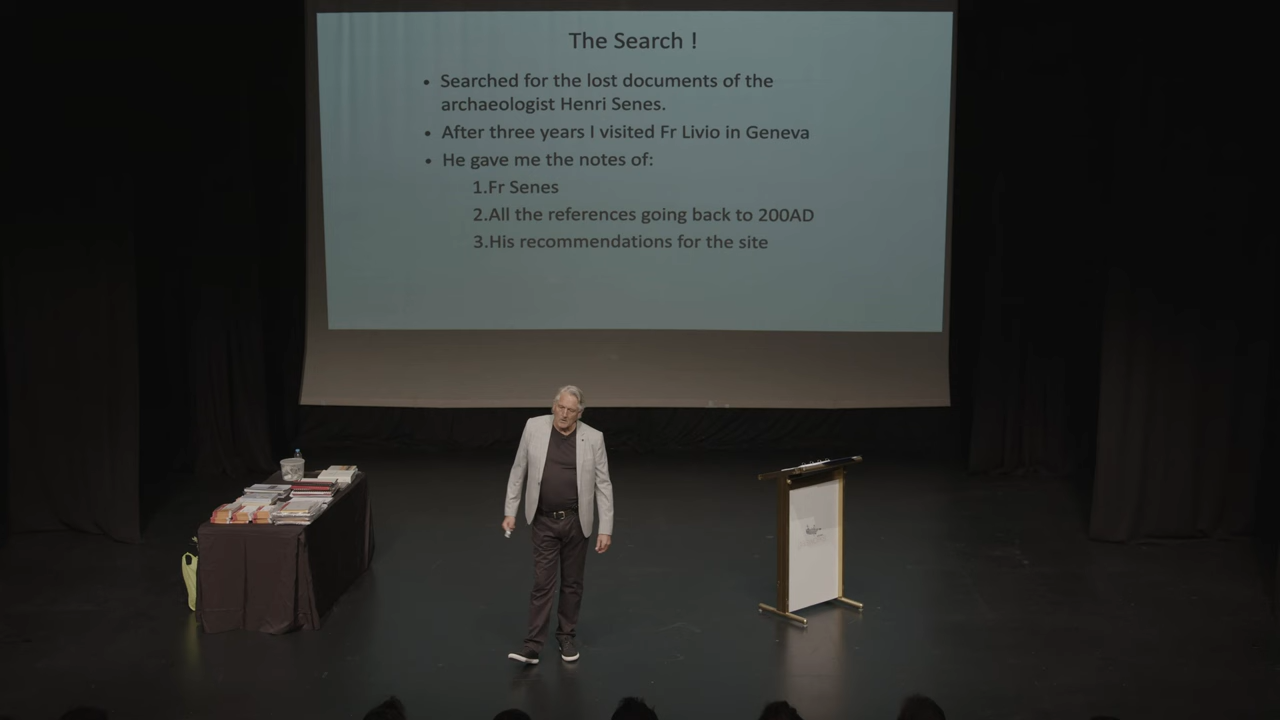 The Search !
• Searched for the lost documents of the
archaeologist Henri Senes.
• After three years I visited Fr Livio in Geneva
• He gave me the notes of:
1.Fr Senes
2.All the references going back to 200AD
3.His recommendations for the site